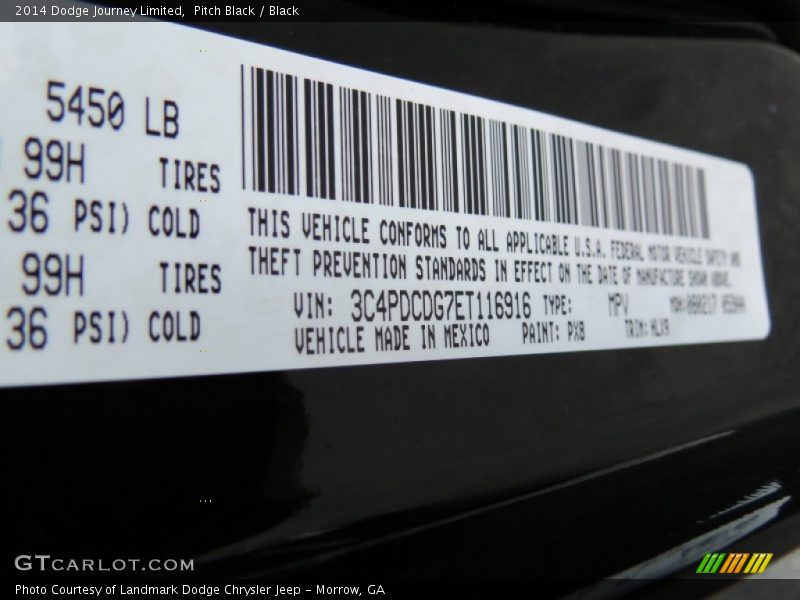 2014 Dodge Journey Limited, Pitch Black / Black
5450 LB
99H TIRES
36 PSI) COLD
99H TIRES
36 PSI) COLD
THIS VEHICLE CONFORMS TO ALL APPLICABLE U.S.A. FEDERAL MOTOR VEHICLE SAFETY AND
THEFT PREVENTION STANDARDS IN EFFECT ON THE DATE OF MANUFACTURE SHOWN ABOVE.
VIN: 3C4PDCDG7ET116916 TYPE: MPV
VEHICLE MADE IN MEXICO PAINT: PX8 TRIM: HLX9
GTCARLOT.COM
Photo Courtesy of Landmark Dodge Chrysler Jeep - Morrow, GA